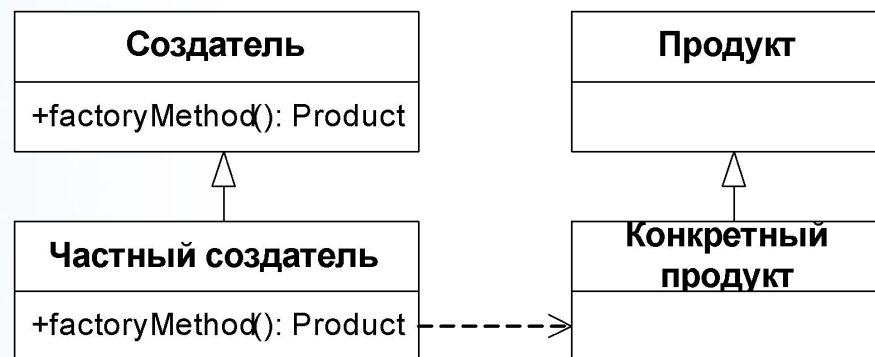 Создатель
+factoryMethod(): Product
Продукт
Частный создатель
+factoryMethod(): Product
Конкретный
продукт